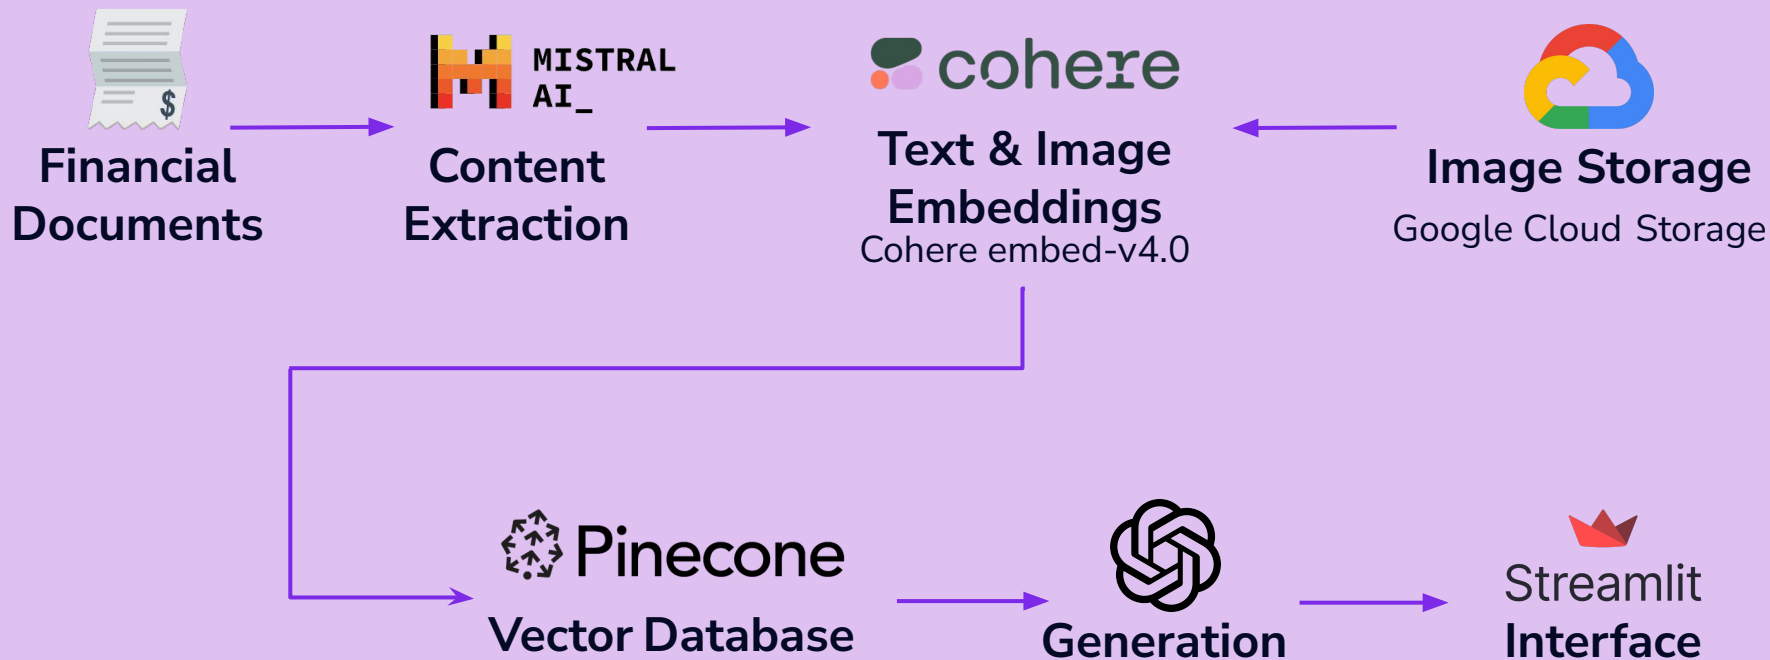 $
Financial
Documents
MISTRAL
AI_
Content
Extraction
cohere
Text & Image
Embeddings
Cohere embed-v4.0
Image Storage
Google Cloud Storage
Pinecone
Vector Database
Generation
Streamlit
Interface